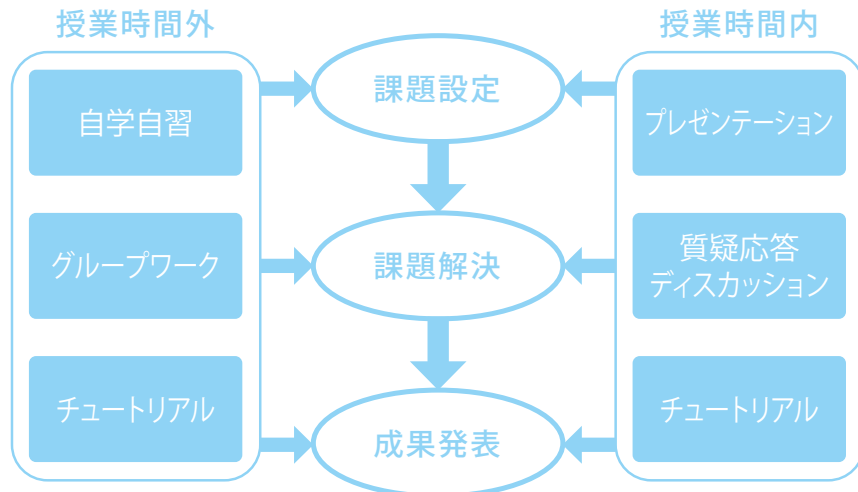 授業時間外
自学自習
グループワーク
チュートリアル
課題設定
課題解決
成果発表
授業時間内
プレゼンテーション
質疑応答
ディスカッション
チュートリアル